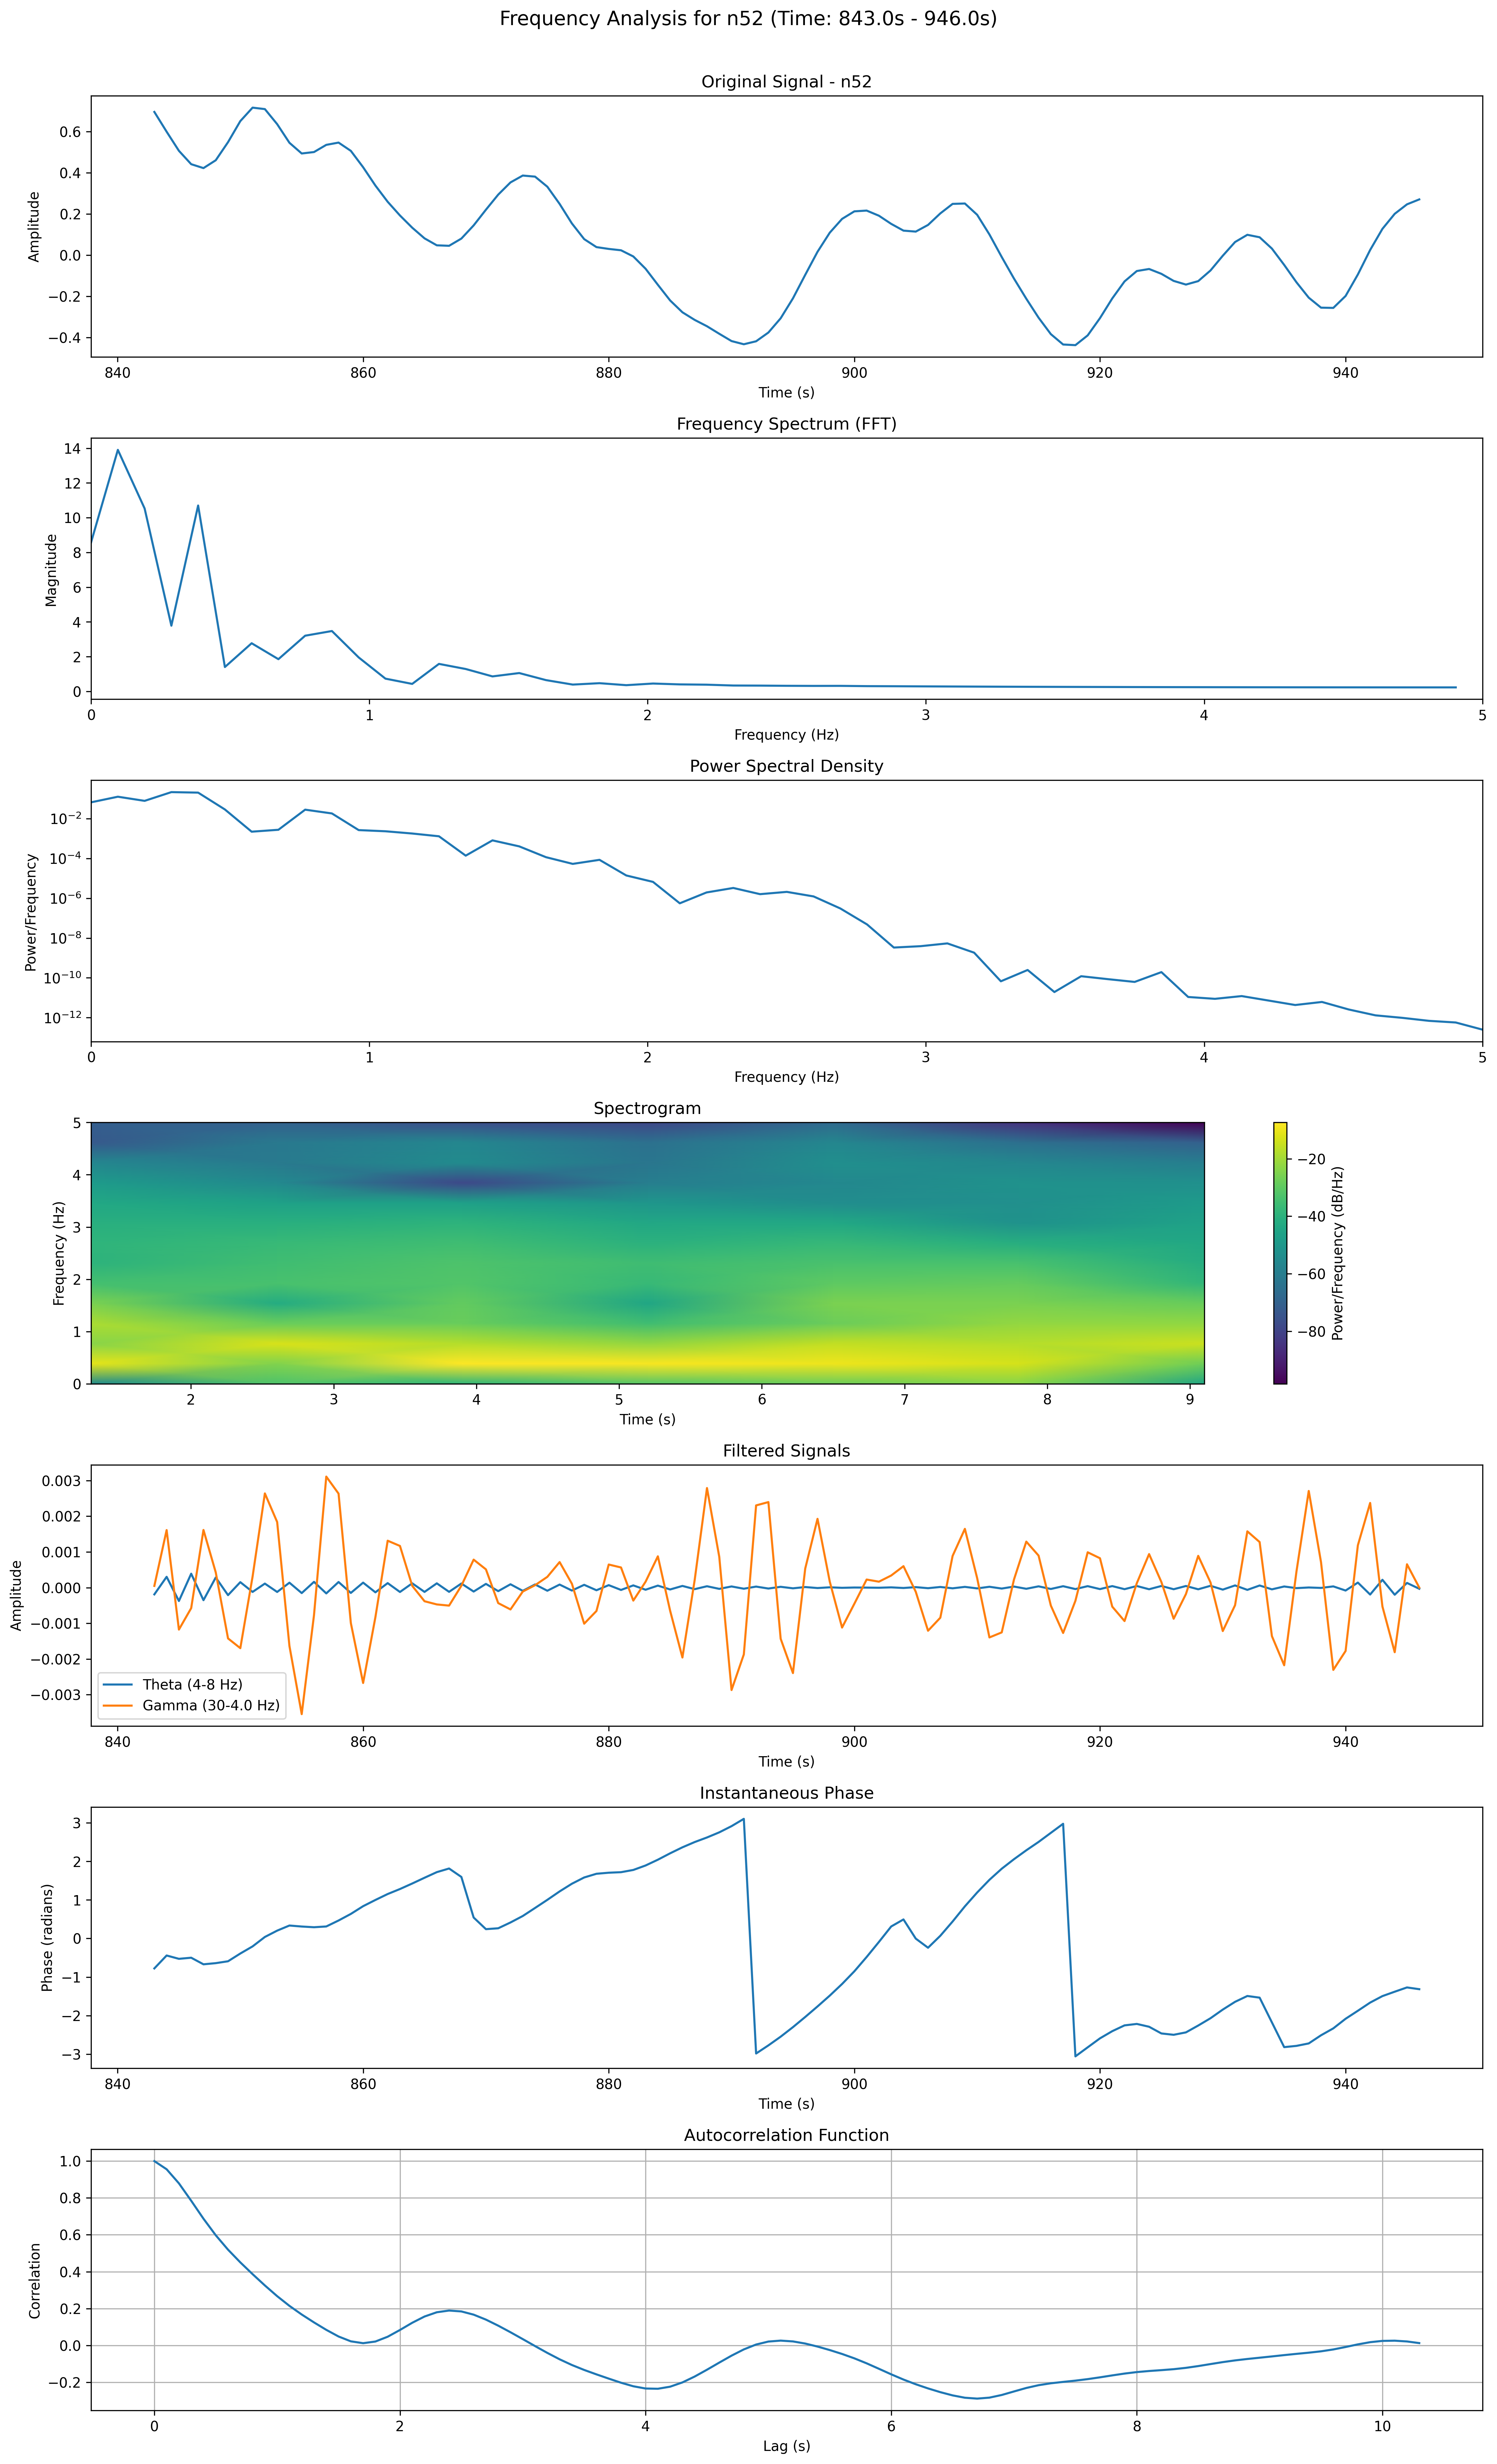 Frequency Analysis for n52 (Time: 843.0s - 946.0s)
Original Signal - n52
Amplitude
0.6
0.4
0.2
0.0
−0.2
−0.4
840 860 880 900 920 940
Time (s)
Frequency Spectrum (FFT)
Magnitude
14
12
10
8
6
4
2
0
0 1 2 3 4 5
Frequency (Hz)
Power Spectral Density
Power/Frequency
10⁻²
10⁻⁴
10⁻⁶
10⁻⁸
10⁻¹⁰
10⁻¹²
0 1 2 3 4 5
Frequency (Hz)
Spectrogram
Frequency (Hz)
5
4
3
2
1
0
2 3 4 5 6 7 8 9
Time (s)
−20
−40
−60
−80
Power/Frequency (dB/Hz)
Filtered Signals
Amplitude
0.003
0.002
0.001
0.000
−0.001
−0.002
−0.003
Theta (4-8 Hz)
Gamma (30-4.0 Hz)
840 860 880 900 920 940
Time (s)
Instantaneous Phase
Phase (radians)
3
2
1
0
−1
−2
−3
840 860 880 900 920 940
Time (s)
Autocorrelation Function
Correlation
1.0
0.8
0.6
0.4
0.2
0.0
−0.2
0 2 4 6 8 10
Lag (s)